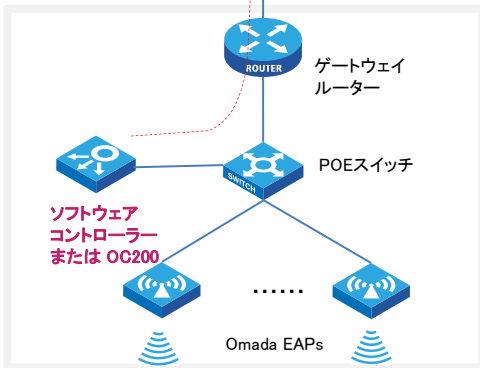 ROUTER
ゲートウェイ
ルーター
POEスイッチ
SWITCH
ソフトウェア
コントローラー
または OC200
......
Omada EAPs